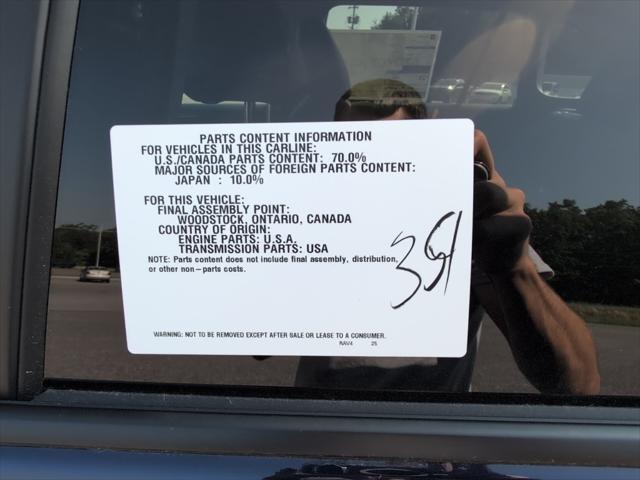 PARTS CONTENT INFORMATION
FOR VEHICLES IN THIS CARLINE:
U.S./CANADA PARTS CONTENT: 70.0%
MAJOR SOURCES OF FOREIGN PARTS CONTENT:
JAPAN : 10.0%
FOR THIS VEHICLE:
FINAL ASSEMBLY POINT:
WOODSTOCK, ONTARIO, CANADA
COUNTRY OF ORIGIN:
ENGINE PARTS: U.S.A.
TRANSMISSION PARTS: USA
NOTE: Parts content does not include final assembly, distribution,
or other non-parts costs.
WARNING: NOT TO BE REMOVED EXCEPT AFTER SALE OR LEASE TO A CONSUMER.
RAV4 25